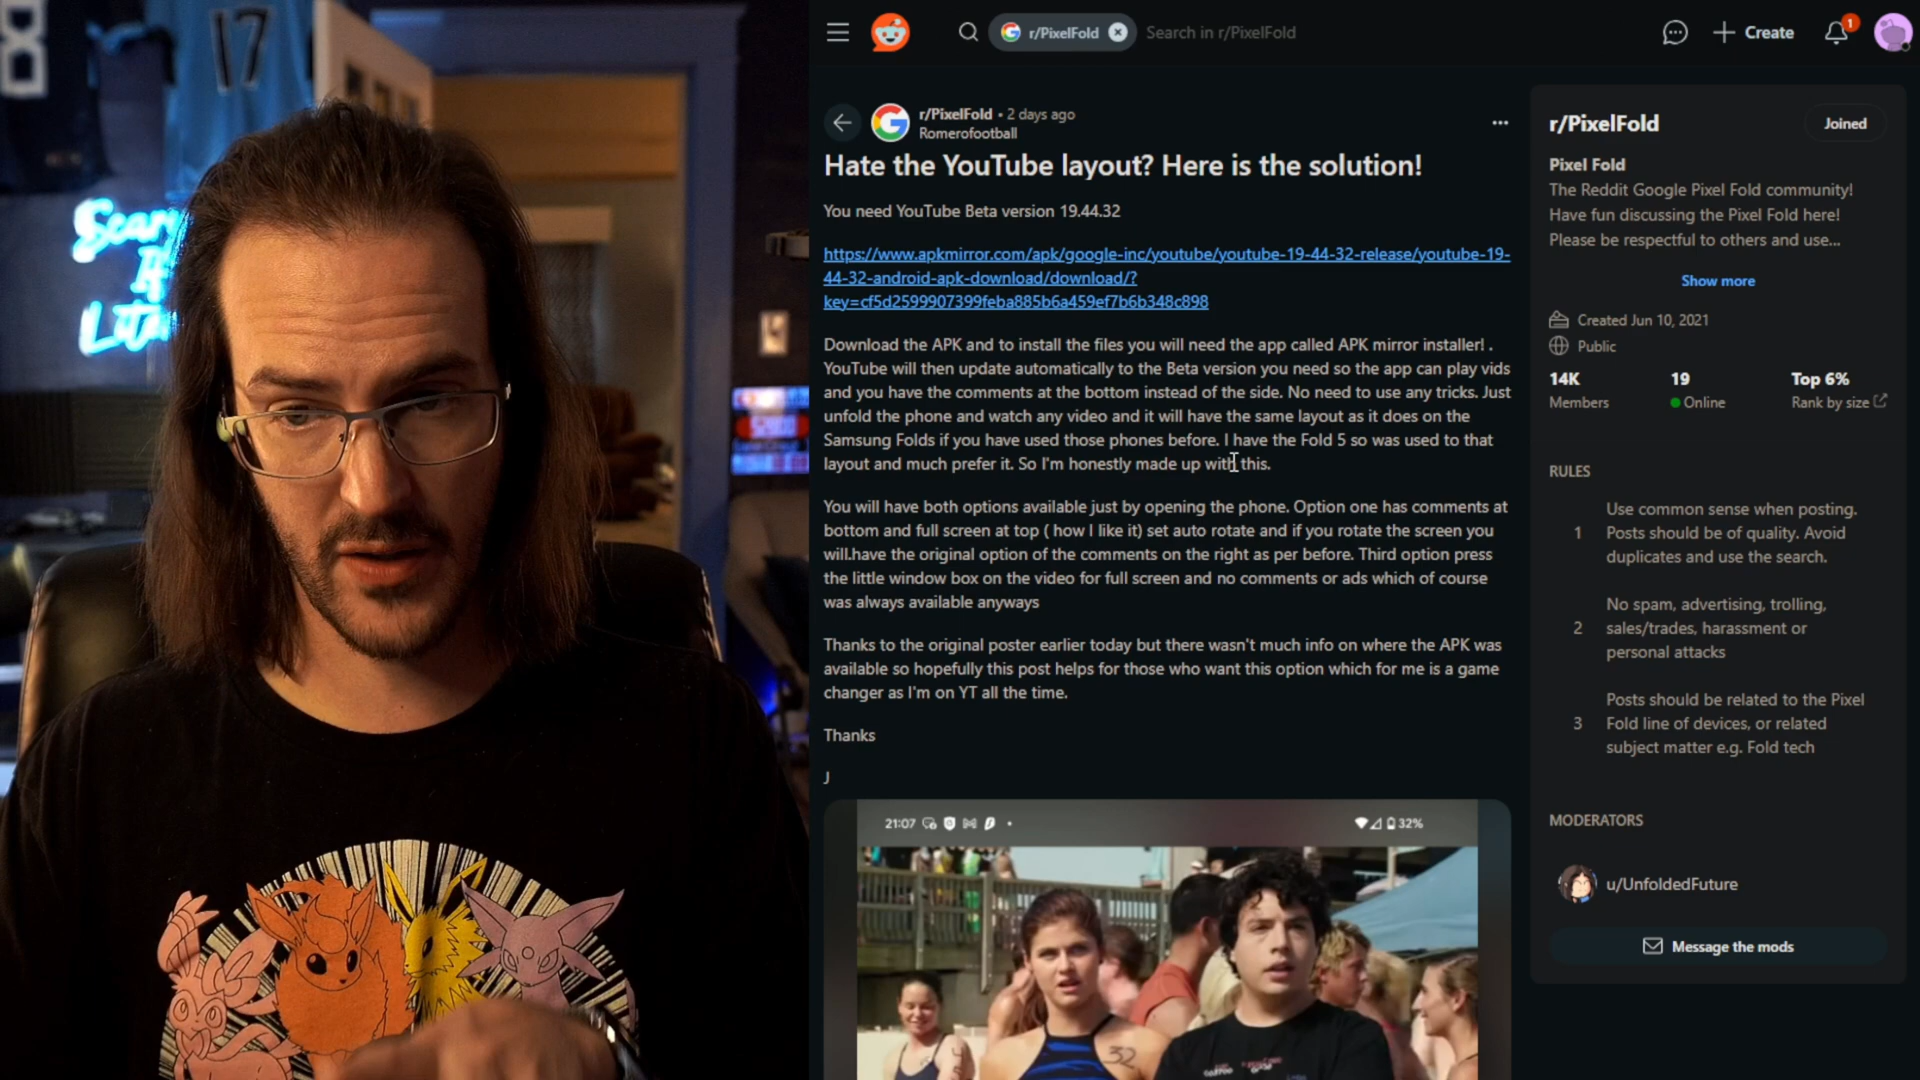 17
Scary
It
Lit
r/PixelFold
Search in r/PixelFold
Create
1
r/PixelFold • 2 days ago
Romerofootball
Hate the YouTube layout? Here is the solution!
You need YouTube Beta version 19.44.32
https://www.apkmirror.com/apk/google-inc/youtube/youtube-19-44-32-release/youtube-19-
44-32-android-apk-download/download/?
key=cf5d2599907399feba885b6a459ef7b6b348c898
Download the APK and to install the files you will need the app called APK mirror installer! .
YouTube will then update automatically to the Beta version you need so the app can play vids
and you have the comments at the bottom instead of the side. No need to use any tricks. Just
unfold the phone and watch any video and it will have the same layout as it does on the
Samsung Folds if you have used those phones before. I have the Fold 5 so was used to that
layout and much prefer it. So I'm honestly made up with this.
You will have both options available just by opening the phone. Option one has comments at
bottom and full screen at top ( how I like it) set auto rotate and if you rotate the screen you
will.have the original option of the comments on the right as per before. Third option press
the little window box on the video for full screen and no comments or ads which of course
was always available anyways
Thanks to the original poster earlier today but there wasn't much info on where the APK was
available so hopefully this post helps for those who want this option which for me is a game
changer as I'm on YT all the time.
Thanks
J
21:07
32%
32
r/PixelFold
Joined
Pixel Fold
The Reddit Google Pixel Fold community!
Have fun discussing the Pixel Fold here!
Please be respectful to others and use...
Show more
Created Jun 10, 2021
Public
14K
Members
19
Online
Top 6%
Rank by size
RULES
1
Use common sense when posting.
Posts should be of quality. Avoid
duplicates and use the search.
2
No spam, advertising, trolling,
sales/trades, harassment or
personal attacks
3
Posts should be related to the Pixel
Fold line of devices, or related
subject matter e.g. Fold tech
MODERATORS
u/UnfoldedFuture
Message the mods